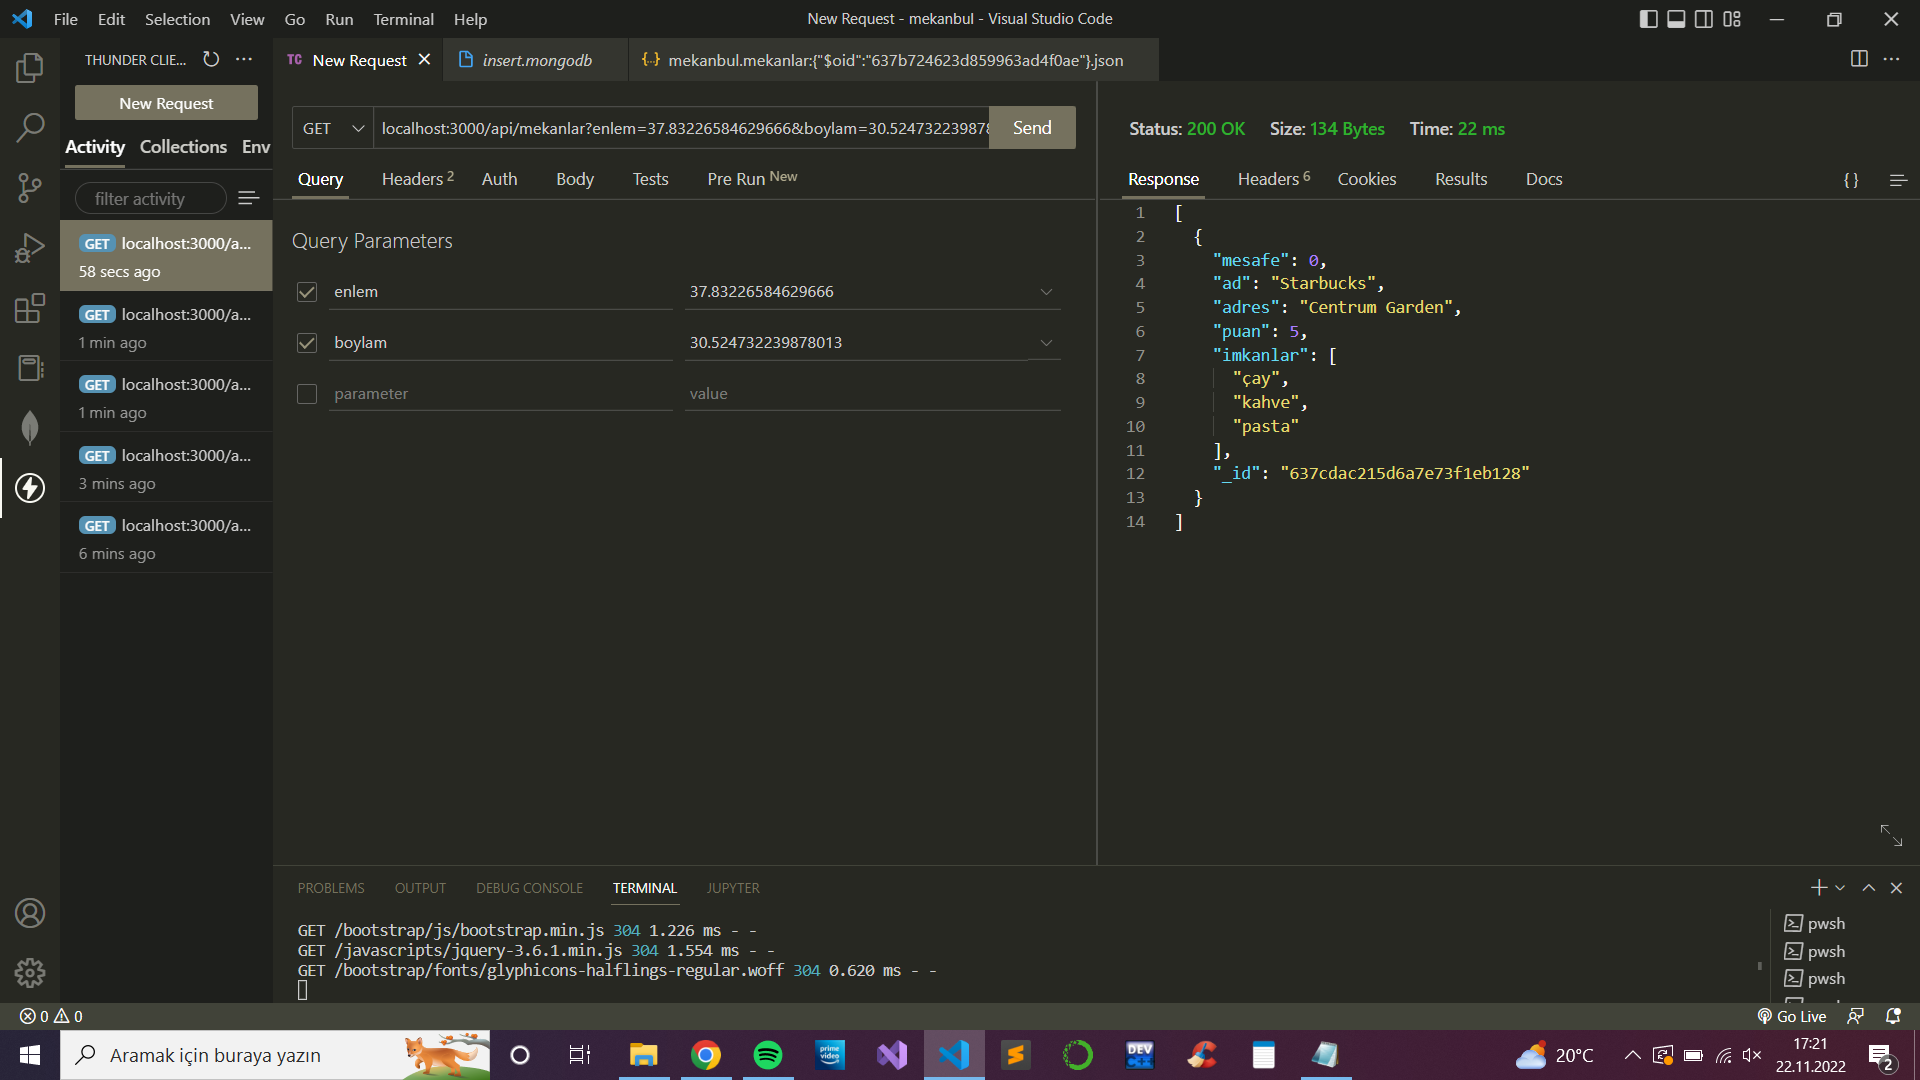 File Edit Selection View Go Run Terminal Help
New Request - mekanbul - Visual Studio Code
THUNDER CLIE...
New Request
Activity Collections Env
filter activity
GET localhost:3000/a...
58 secs ago
GET localhost:3000/a...
1 min ago
GET localhost:3000/a...
1 min ago
GET localhost:3000/a...
3 mins ago
GET localhost:3000/a...
6 mins ago
TC New Request
insert.mongodb
{..} mekanbul.mekanlar:{"$oid":"637b724623d859963ad4f0ae"}.json
GET
localhost:3000/api/mekanlar?enlem=37.83226584629666&boylam=30.524732239878
Send
Query Headers 2 Auth Body Tests Pre Run New
Query Parameters
enlem 37.83226584629666
boylam 30.524732239878013
parameter value
Status: 200 OK Size: 134 Bytes Time: 22 ms
Response Headers 6 Cookies Results Docs
{ }
1 [
2 {
3 "mesafe": 0,
4 "ad": "Starbucks",
5 "adres": "Centrum Garden",
6 "puan": 5,
7 "imkanlar": [
8 "çay",
9 "kahve",
10 "pasta"
11 ],
12 "_id": "637cdac215d6a7e73f1eb128"
13 }
14 ]
PROBLEMS OUTPUT DEBUG CONSOLE TERMINAL JUPYTER
GET /bootstrap/js/bootstrap.min.js 304 1.226 ms - -
GET /javascripts/jquery-3.6.1.min.js 304 1.554 ms - -
GET /bootstrap/fonts/glyphicons-halflings-regular.woff 304 0.620 ms - -
pwsh
pwsh
pwsh
0 0
Go Live
Aramak için buraya yazın
prime video
DEV
20°C
17:21
22.11.2022
2